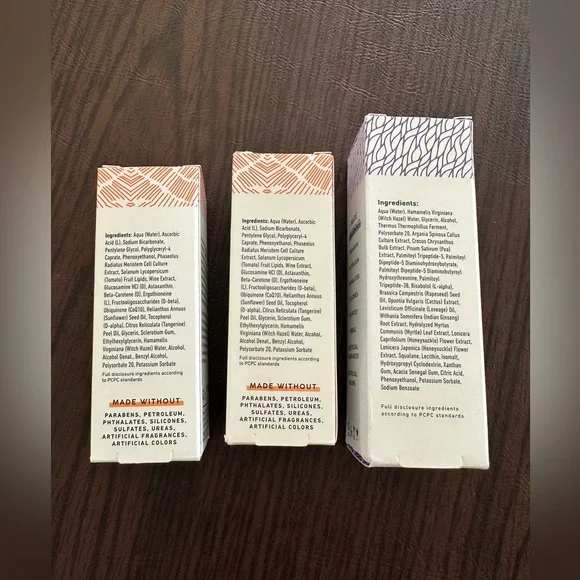 Ingredients: Aqua (Water), Ascorbic
Acid (L), Sodium Bicarbonate,
Pentylene Glycol, Polyglyceryl-4
Caprate, Phenoxyethanol, Phaseolus
Radiatus Meristem Cell Culture
Extract, Solanum Lycopersicum
(Tomato) Fruit Lipids, Wine Extract,
Glucosamine HCl (D), Astaxanthin,
Beta-Carotene (D), Ergothioneine
(L), Fructooligosaccharides (D-beta),
Ubiquinone (CoQ10), Helianthus Annuus
(Sunflower) Seed Oil, Tocopherol
(D-alpha), Citrus Reticulata (Tangerine)
Peel Oil, Glycerin, Sclerotium Gum,
Ethylhexylglycerin, Hamamelis
Virginiana (Witch Hazel) Water, Alcohol,
Alcohol Denat., Benzyl Alcohol,
Polysorbate 20, Potassium Sorbate
Full disclosure ingredients according
to PCPC standards
MADE WITHOUT
PARABENS, PETROLEUM,
PHTHALATES, SILICONES,
SULFATES, UREAS,
ARTIFICIAL FRAGRANCES,
ARTIFICIAL COLORS
Ingredients: Aqua (Water), Ascorbic
Acid (L), Sodium Bicarbonate,
Pentylene Glycol, Polyglyceryl-4
Caprate, Phenoxyethanol, Phaseolus
Radiatus Meristem Cell Culture
Extract, Solanum Lycopersicum
(Tomato) Fruit Lipids, Wine Extract,
Glucosamine HCl (D), Astaxanthin,
Beta-Carotene (D), Ergothioneine
(L), Fructooligosaccharides (D-beta),
Ubiquinone (CoQ10), Helianthus Annuus
(Sunflower) Seed Oil, Tocopherol
(D-alpha), Citrus Reticulata (Tangerine)
Peel Oil, Glycerin, Sclerotium Gum,
Ethylhexylglycerin, Hamamelis
Virginiana (Witch Hazel) Water, Alcohol,
Alcohol Denat., Benzyl Alcohol,
Polysorbate 20, Potassium Sorbate
Full disclosure ingredients according
to PCPC standards
MADE WITHOUT
PARABENS, PETROLEUM,
PHTHALATES, SILICONES,
SULFATES, UREAS,
ARTIFICIAL FRAGRANCES,
ARTIFICIAL COLORS
Ingredients:
Aqua (Water), Hamamelis Virginiana
(Witch Hazel) Water, Glycerin, Alcohol,
Thermus Thermophillus Ferment,
Polysorbate 20, Argania Spinosa Callus
Culture Extract, Crocus Chrysanthus
Bulb Extract, Pisum Sativum (Pea)
Extract, Palmitoyl Tripeptide-5, Palmitoyl
Dipeptide-5 Diaminohydroxybutyrate,
Palmitoyl Dipeptide-5 Diaminobutyroyl
Hydroxythreonine, Palmitoyl
Tripeptide-38, Bisabolol (L-alpha),
Brassica Campestris (Rapeseed) Seed
Oil, Opuntia Vulgaris (Cactus) Extract,
Levisticum Officinale (Lovage) Oil,
Withania Somnifera (Indian Ginseng)
Root Extract, Hydrolyzed Myrtus
Communis (Myrtle) Leaf Extract, Lonicera
Caprifolium (Honeysuckle) Flower Extract,
Lonicera Japonica (Honeysuckle) Flower
Extract, Squalane, Lecithin, Isomalt,
Hydroxypropyl Cyclodextrin, Xanthan
Gum, Acacia Senegal Gum, Citric Acid,
Phenoxyethanol, Potassium Sorbate,
Sodium Benzoate
Full disclosure ingredients
according to PCPC standards